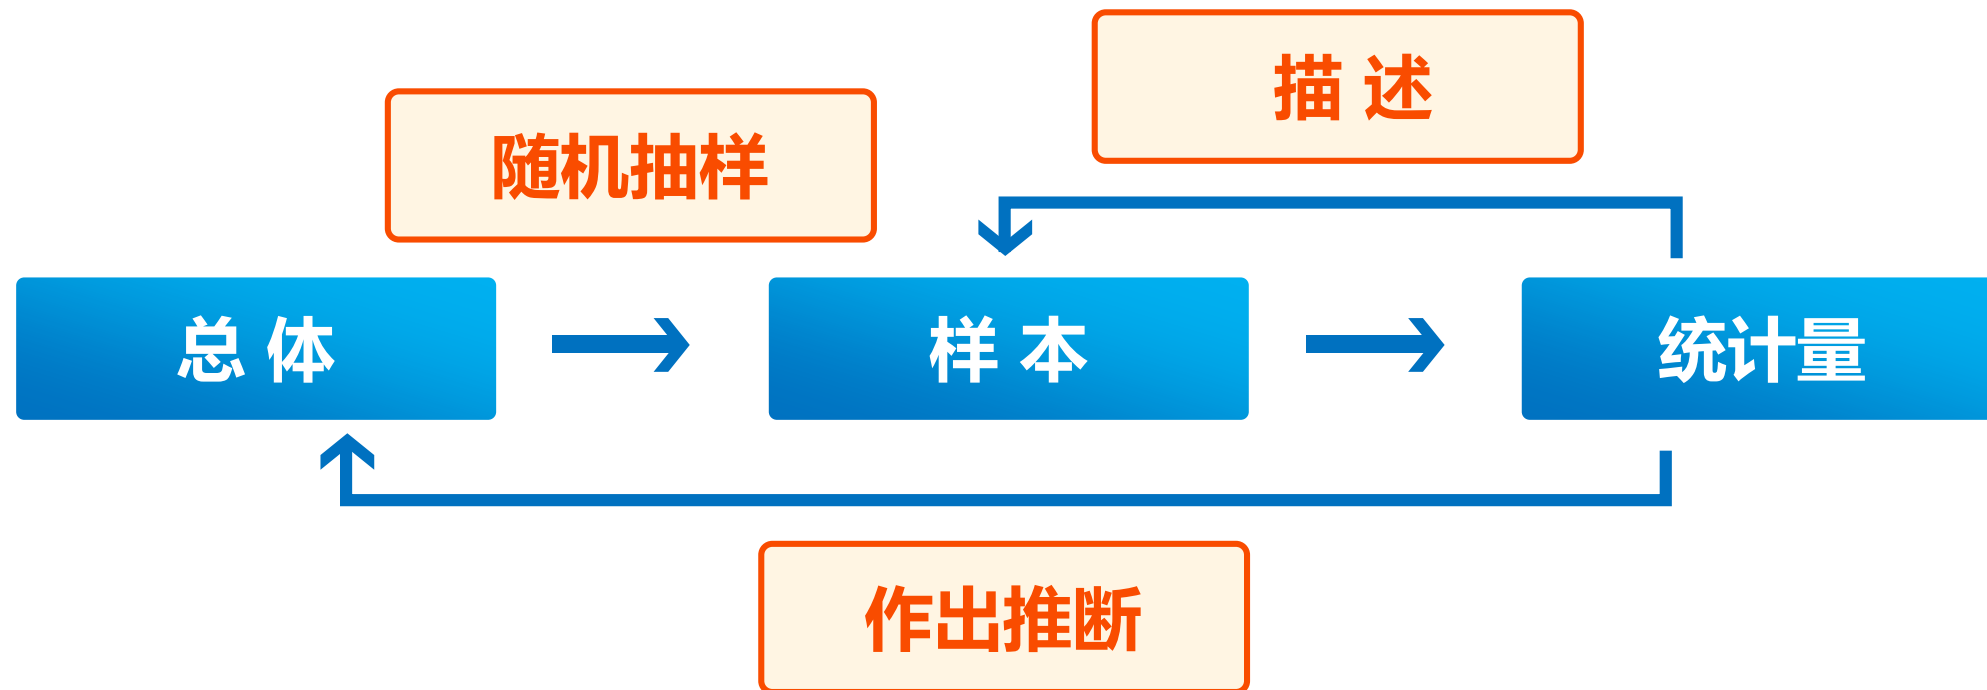 描 述
随机抽样
总 体
样 本
统计量
作出推断